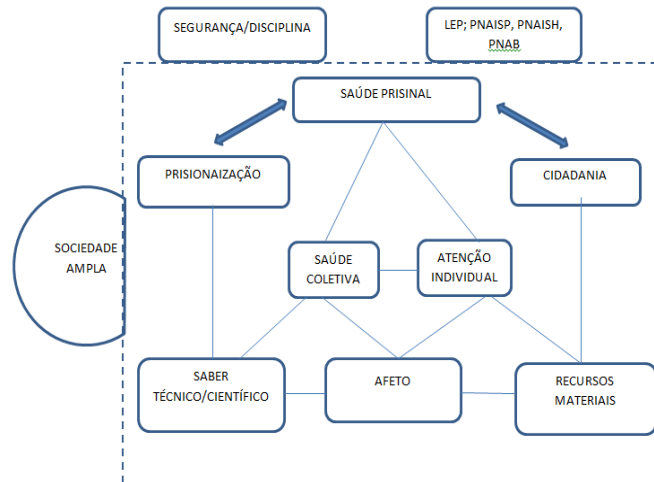 SEGURANÇA/DISCIPLINA
LEP; PNAISP, PNAISH,
PNAB
SAÚDE PRISINAL
PRISIONAIZAÇÃO
CIDADANIA
SOCIEDADE
AMPLA
SAÚDE
COLETIVA
ATENÇÃO
INDIVIDUAL
SABER
TÉCNICO/CIENTÍFICO
AFETO
RECURSOS
MATERIAIS